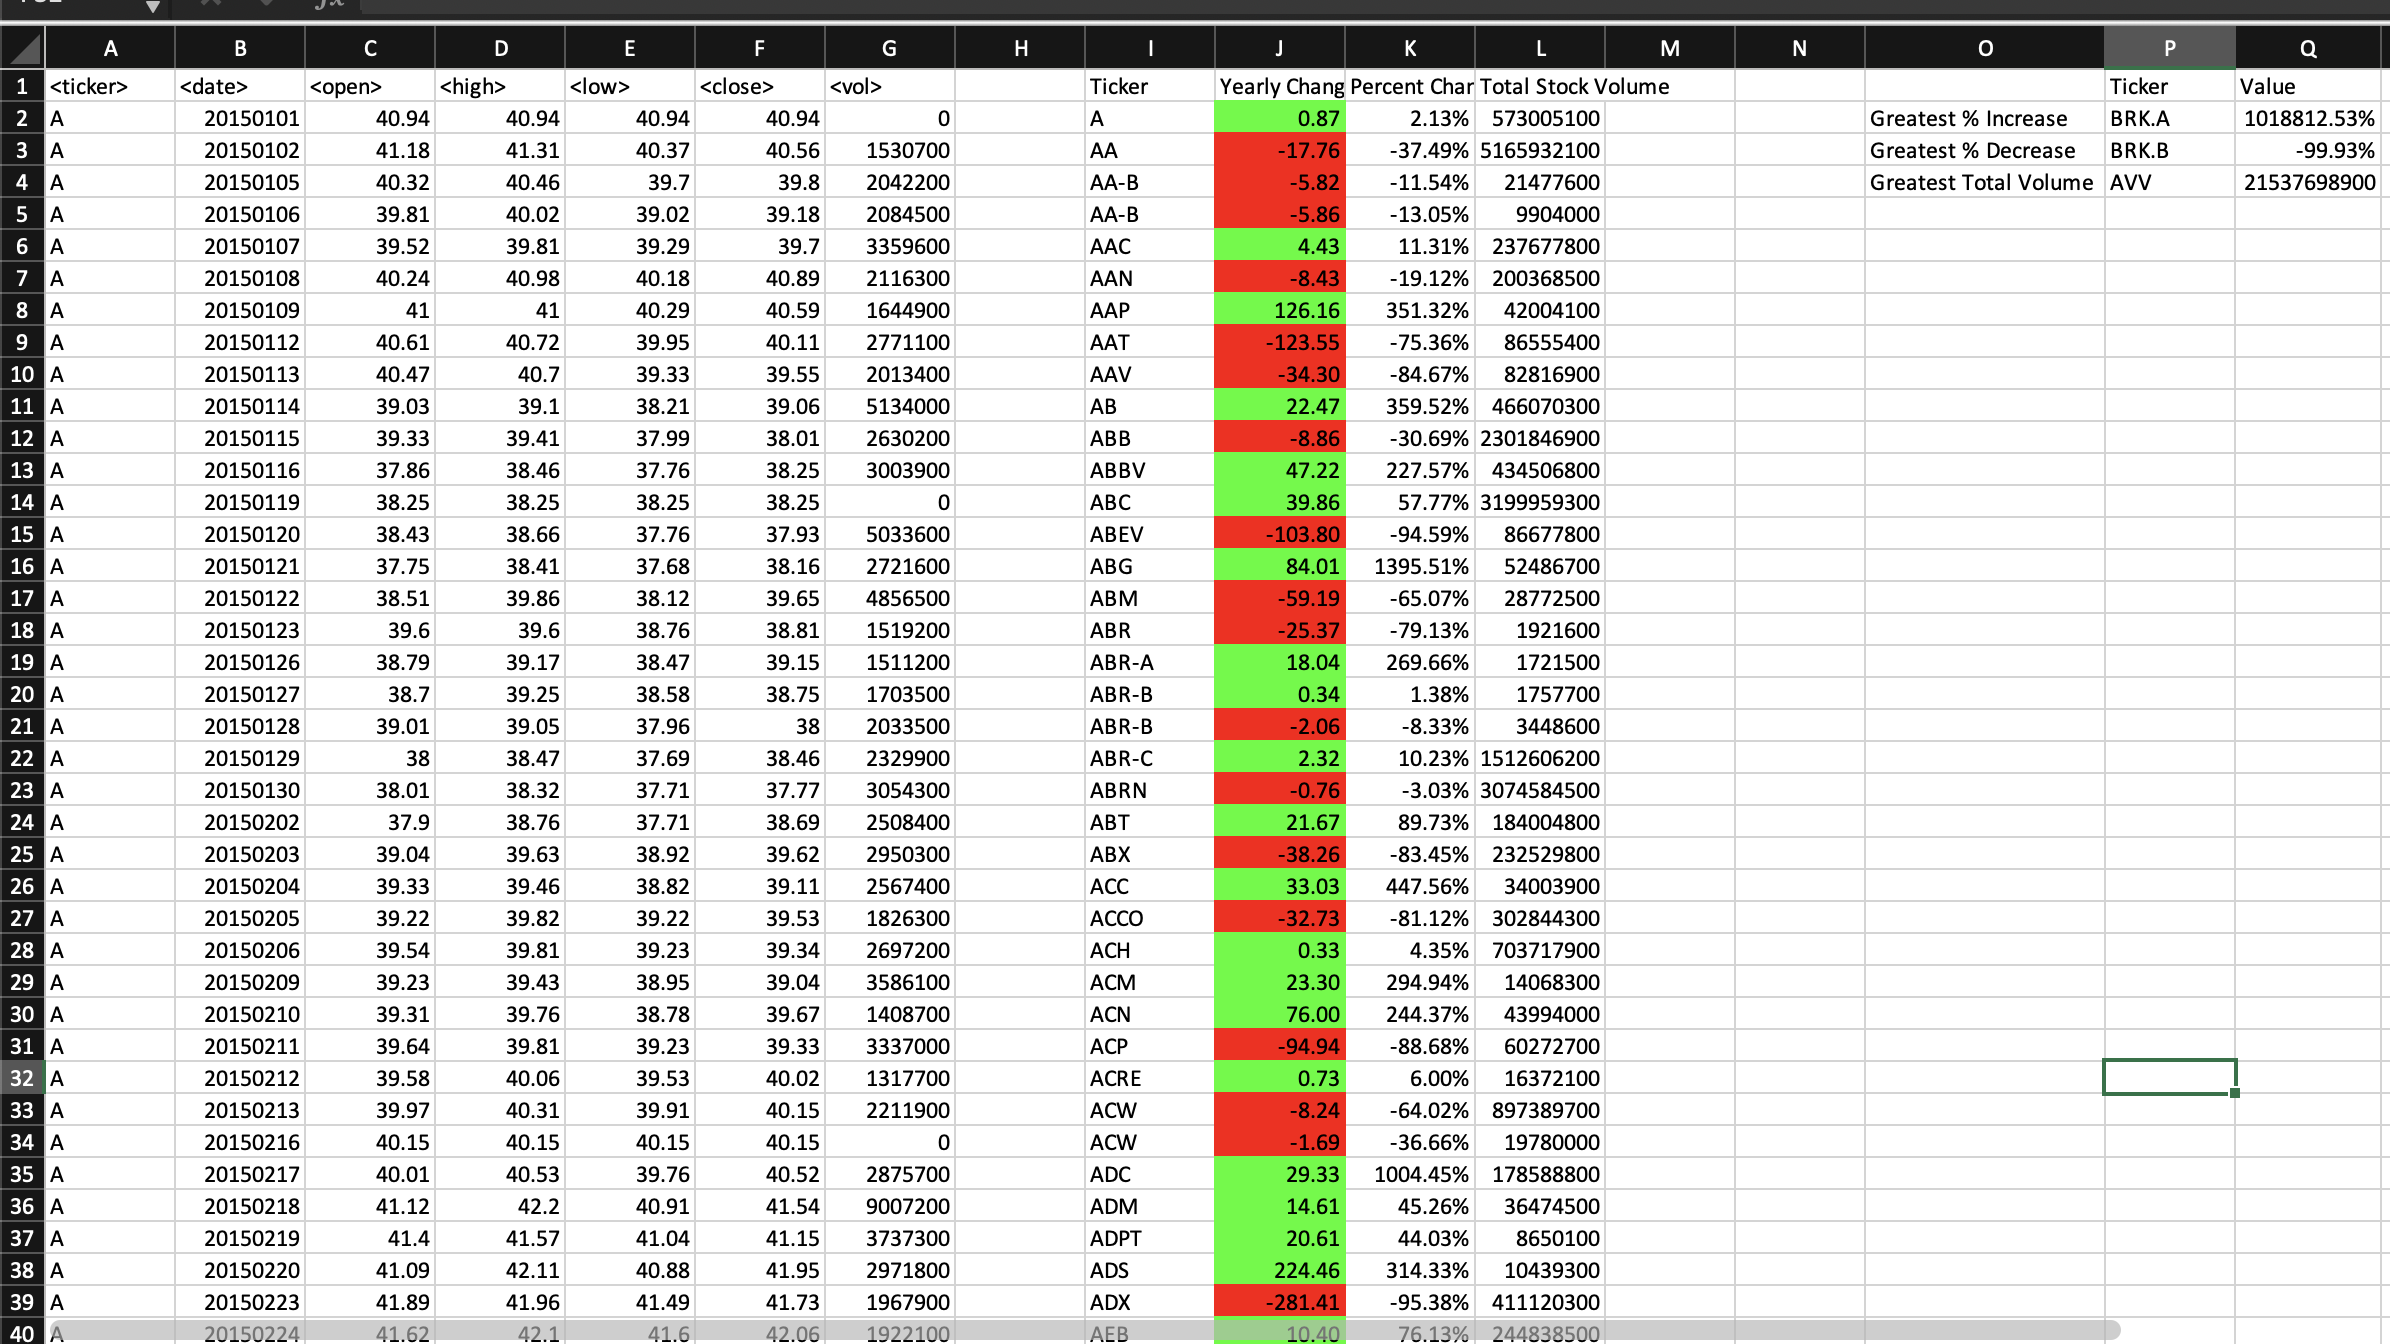 A B C D E F G H I J K L M N O P Q
1 <ticker> <date> <open> <high> <low> <close> <vol> Ticker Yearly Chang Percent Char Total Stock Volume Ticker Value
2 A 20150101 40.94 40.94 40.94 40.94 0 A 0.87 2.13% 573005100 Greatest % Increase BRK.A 1018812.53%
3 A 20150102 41.18 41.31 40.37 40.56 1530700 AA -17.76 -37.49% 5165932100 Greatest % Decrease BRK.B -99.93%
4 A 20150105 40.32 40.46 39.7 39.8 2042200 AA-B -5.82 -11.54% 21477600 Greatest Total Volume AVV 21537698900
5 A 20150106 39.81 40.02 39.02 39.18 2084500 AA-B -5.86 -13.05% 9904000
6 A 20150107 39.52 39.81 39.29 39.7 3359600 AAC 4.43 11.31% 237677800
7 A 20150108 40.24 40.98 40.18 40.89 2116300 AAN -8.43 -19.12% 200368500
8 A 20150109 41 41 40.29 40.59 1644900 AAP 126.16 351.32% 42004100
9 A 20150112 40.61 40.72 39.95 40.11 2771100 AAT -123.55 -75.36% 86555400
10 A 20150113 40.47 40.7 39.33 39.55 2013400 AAV -34.30 -84.67% 82816900
11 A 20150114 39.03 39.1 38.21 39.06 5134000 AB 22.47 359.52% 466070300
12 A 20150115 39.33 39.41 37.99 38.01 2630200 ABB -8.86 -30.69% 2301846900
13 A 20150116 37.86 38.46 37.76 38.25 3003900 ABBV 47.22 227.57% 434506800
14 A 20150119 38.25 38.25 38.25 38.25 0 ABC 39.86 57.77% 3199959300
15 A 20150120 38.43 38.66 37.76 37.93 5033600 ABEV -103.80 -94.59% 86677800
16 A 20150121 37.75 38.41 37.68 38.16 2721600 ABG 84.01 1395.51% 52486700
17 A 20150122 38.51 39.86 38.12 39.65 4856500 ABM -59.19 -65.07% 28772500
18 A 20150123 39.6 39.6 38.76 38.81 1519200 ABR -25.37 -79.13% 1921600
19 A 20150126 38.79 39.17 38.47 39.15 1511200 ABR-A 18.04 269.66% 1721500
20 A 20150127 38.7 39.25 38.58 38.75 1703500 ABR-B 0.34 1.38% 1757700
21 A 20150128 39.01 39.05 37.96 38 2033500 ABR-B -2.06 -8.33% 3448600
22 A 20150129 38 38.47 37.69 38.46 2329900 ABR-C 2.32 10.23% 1512606200
23 A 20150130 38.01 38.32 37.71 37.77 3054300 ABRN -0.76 -3.03% 3074584500
24 A 20150202 37.9 38.76 37.71 38.69 2508400 ABT 21.67 89.73% 184004800
25 A 20150203 39.04 39.63 38.92 39.62 2950300 ABX -38.26 -83.45% 232529800
26 A 20150204 39.33 39.46 38.82 39.11 2567400 ACC 33.03 447.56% 34003900
27 A 20150205 39.22 39.82 39.22 39.53 1826300 ACCO -32.73 -81.12% 302844300
28 A 20150206 39.54 39.81 39.23 39.34 2697200 ACH 0.33 4.35% 703717900
29 A 20150209 39.23 39.43 38.95 39.04 3586100 ACM 23.30 294.94% 14068300
30 A 20150210 39.31 39.76 38.78 39.67 1408700 ACN 76.00 244.37% 43994000
31 A 20150211 39.64 39.81 39.23 39.33 3337000 ACP -94.94 -88.68% 60272700
32 A 20150212 39.58 40.06 39.53 40.02 1317700 ACRE 0.73 6.00% 16372100
33 A 20150213 39.97 40.31 39.91 40.15 2211900 ACW -8.24 -64.02% 897389700
34 A 20150216 40.15 40.15 40.15 40.15 0 ACW -1.69 -36.66% 19780000
35 A 20150217 40.01 40.53 39.76 40.52 2875700 ADC 29.33 1004.45% 178588800
36 A 20150218 41.12 42.2 40.91 41.54 9007200 ADM 14.61 45.26% 36474500
37 A 20150219 41.4 41.57 41.04 41.15 3737300 ADPT 20.61 44.03% 8650100
38 A 20150220 41.09 42.11 40.88 41.95 2971800 ADS 224.46 314.33% 10439300
39 A 20150223 41.89 41.96 41.49 41.73 1967900 ADX -281.41 -95.38% 411120300
40 A 20150224 41.62 42.1 41.6 42.06 1922100 AEB 10.40 76.13% 244838500